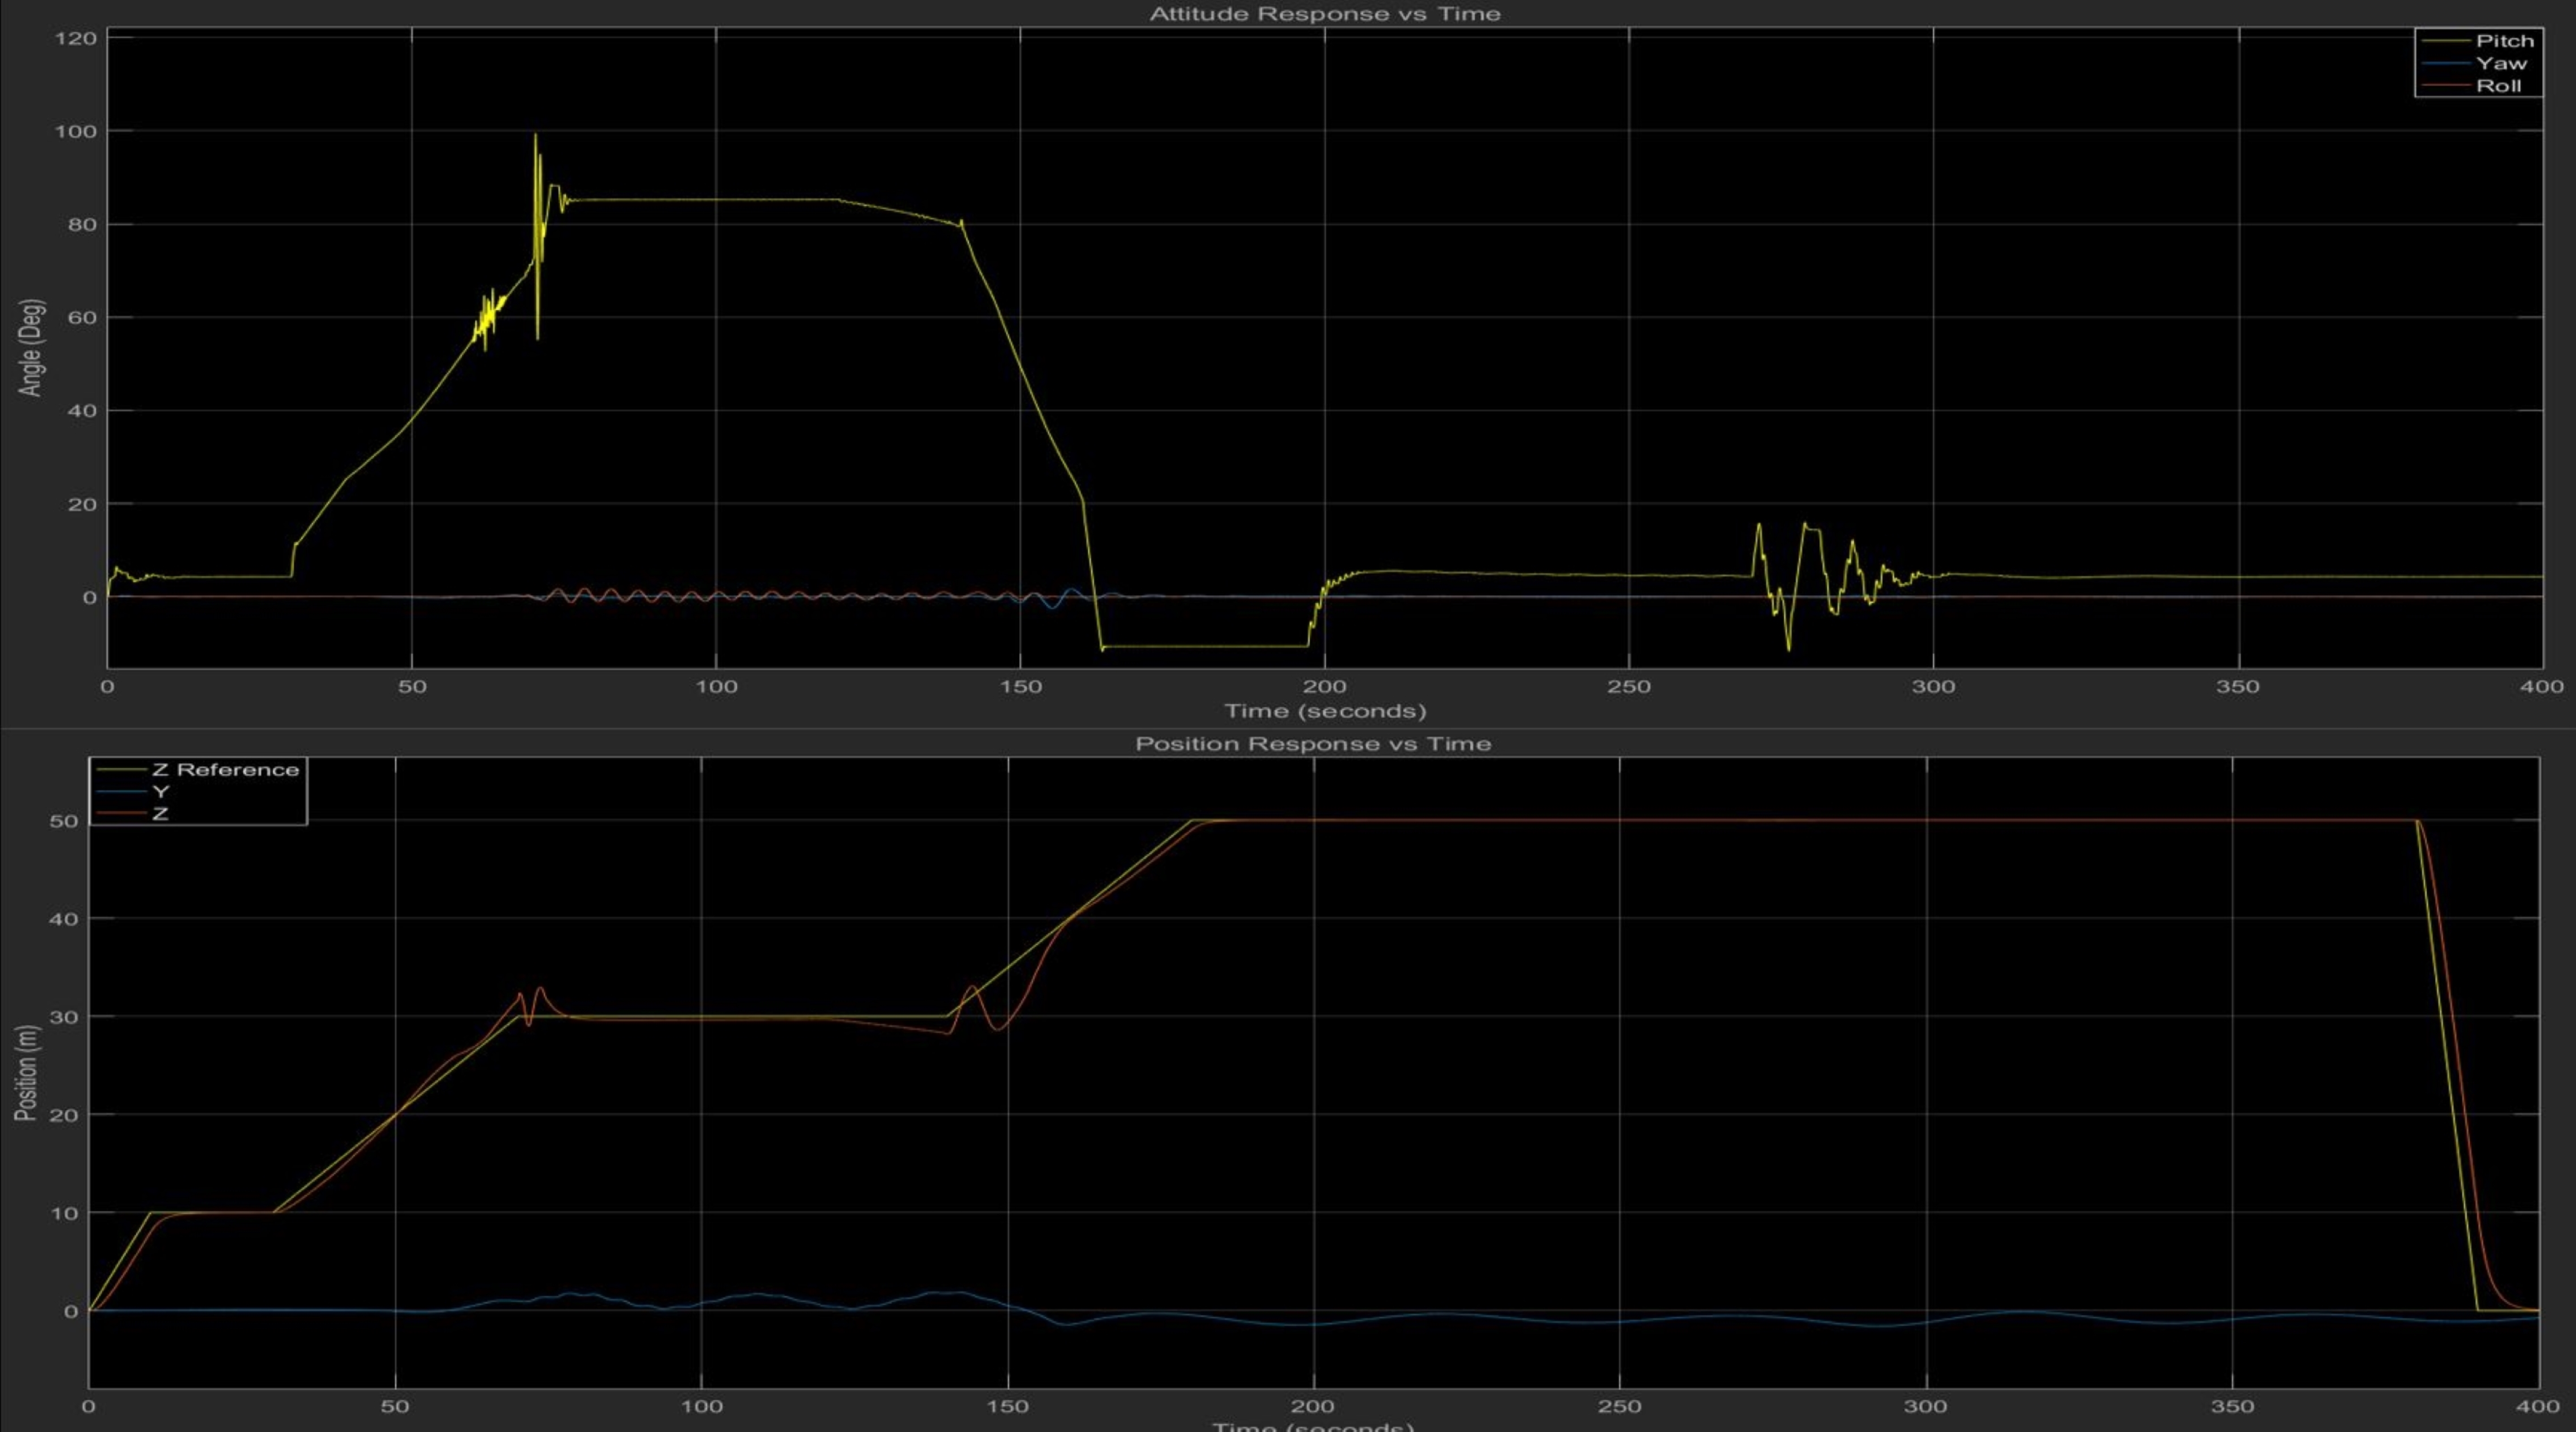 Attitude Response vs Time
Pitch
Yaw
Roll
120
100
80
60
40
20
0
Angle (Deg)
0 50 100 150 200 250 300 350 400
Time (seconds)
Position Response vs Time
Z Reference
Y
Z
50
40
30
20
10
0
Position (m)
0 50 100 150 200 250 300 350 400
Time (seconds)